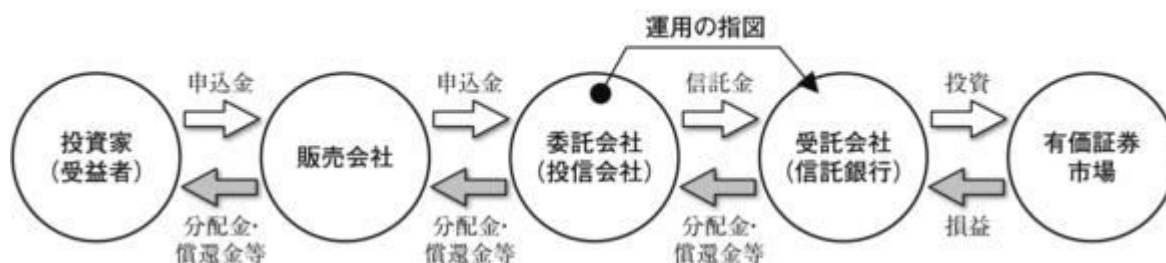 運用の指図
申込金
申込金
信託金
投資
投資家
（受益者）
販売会社
委託会社
（投信会社）
受託会社
（信託銀行）
有価証券
市場
分配金・
償還金等
分配金・
償還金等
分配金・
償還金等
損益